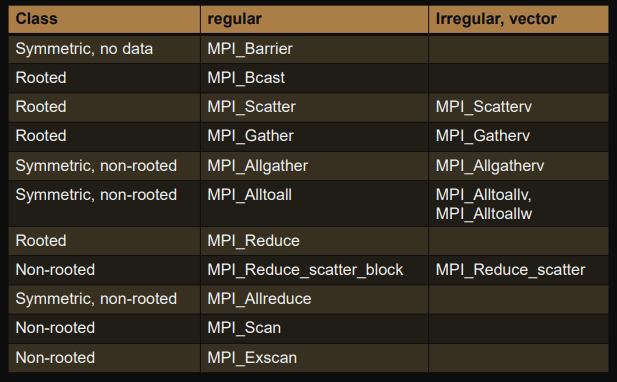 Class regular Irregular, vector
Symmetric, no data MPI_Barrier
Rooted MPI_Bcast
Rooted MPI_Scatter MPI_Scatterv
Rooted MPI_Gather MPI_Gatherv
Symmetric, non-rooted MPI_Allgather MPI_Allgatherv
Symmetric, non-rooted MPI_Alltoall MPI_Alltoallv,
MPI_Alltoallw
Rooted MPI_Reduce
Non-rooted MPI_Reduce_scatter_block MPI_Reduce_scatter
Symmetric, non-rooted MPI_Allreduce
Non-rooted MPI_Scan
Non-rooted MPI_Exscan